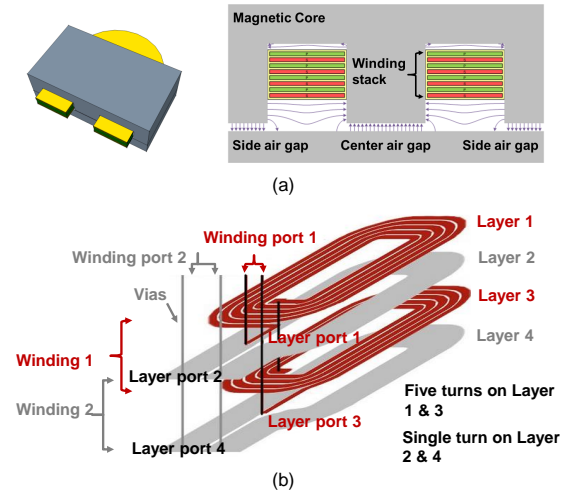 Magnetic Core
Winding
stack
Side air gap
Center air gap
Side air gap
(a)
Winding port 1
Layer 1
Winding port 2
Layer 2
Vias
Layer 3
Layer port 1
Layer 4
Winding 1
Layer port 2
Five turns on Layer
1 & 3
Winding 2
Layer port 3
Single turn on Layer
2 & 4
Layer port 4
(b)